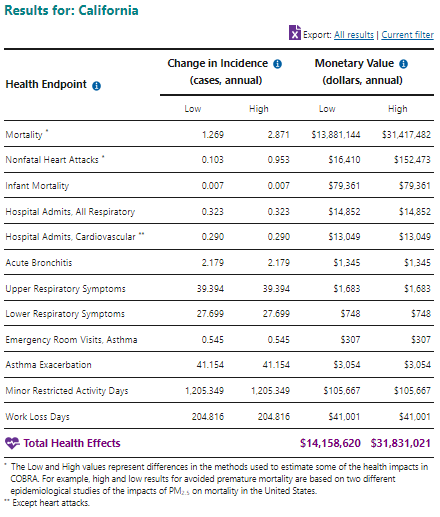 Results for: California
Export: All results | Current filter
Health Endpoint
Change in Incidence
(cases, annual)
Monetary Value
(dollars, annual)
Low High Low High
Mortality * 1.269 2.871 $13,881,144 $31,417,482
Nonfatal Heart Attacks * 0.103 0.953 $16,410 $152,473
Infant Mortality 0.007 0.007 $79,361 $79,361
Hospital Admits, All Respiratory 0.323 0.323 $14,852 $14,852
Hospital Admits, Cardiovascular ** 0.290 0.290 $13,049 $13,049
Acute Bronchitis 2.179 2.179 $1,345 $1,345
Upper Respiratory Symptoms 39.394 39.394 $1,683 $1,683
Lower Respiratory Symptoms 27.699 27.699 $748 $748
Emergency Room Visits, Asthma 0.545 0.545 $307 $307
Asthma Exacerbation 41.154 41.154 $3,054 $3,054
Minor Restricted Activity Days 1,205.349 1,205.349 $105,667 $105,667
Work Loss Days 204.816 204.816 $41,001 $41,001
Total Health Effects $14,158,620 $31,831,021
* The Low and High values represent differences in the methods used to estimate some of the health impacts in
COBRA. For example, high and low results for avoided premature mortality are based on two different
epidemiological studies of the impacts of PM2.5 on mortality in the United States.
** Except heart attacks.